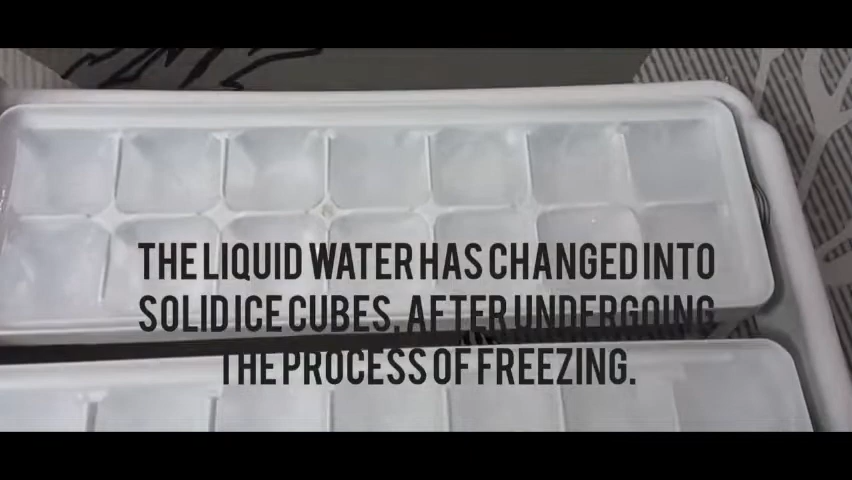 THE LIQUID WATER HAS CHANGED INTO
SOLID ICE CUBES, AFTER UNDERGOING
THE PROCESS OF FREEZING.